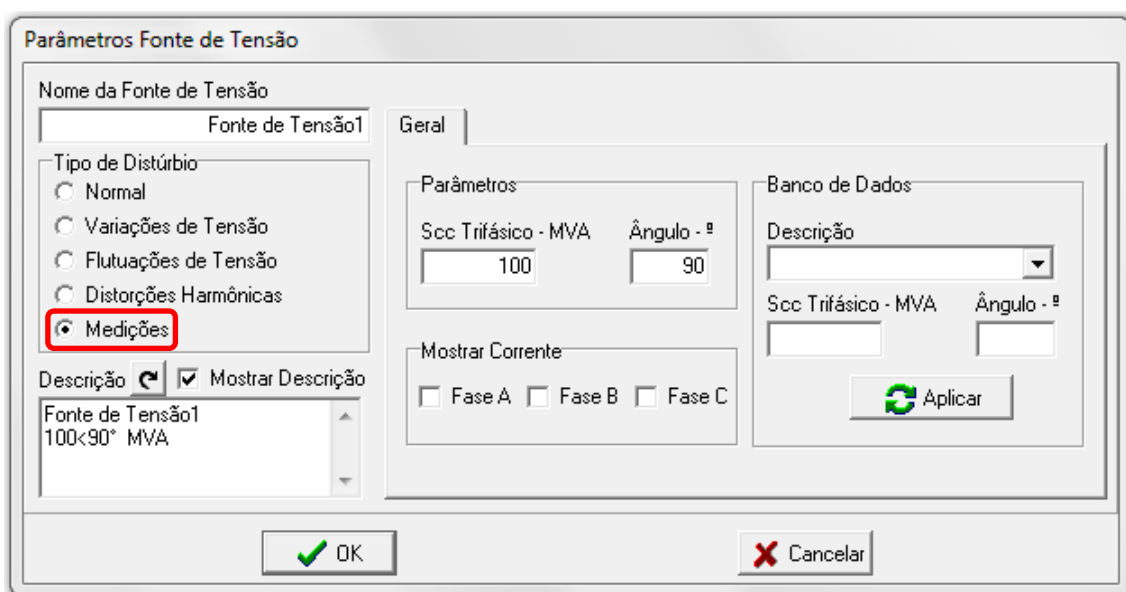 Parâmetros Fonte de Tensão
Nome da Fonte de Tensão
Fonte de Tensão1
Tipo de Distúrbio
Normal
Variações de Tensão
Flutuações de Tensão
Distorções Harmônicas
Medições
Descrição
Mostrar Descrição
Fonte de Tensão1
100<90° MVA
Geral
Parâmetros
Scc Trifásico - MVA Ângulo - º
100 90
Mostrar Corrente
Fase A Fase B Fase C
Banco de Dados
Descrição
Scc Trifásico - MVA Ângulo - º
Aplicar
OK
Cancelar